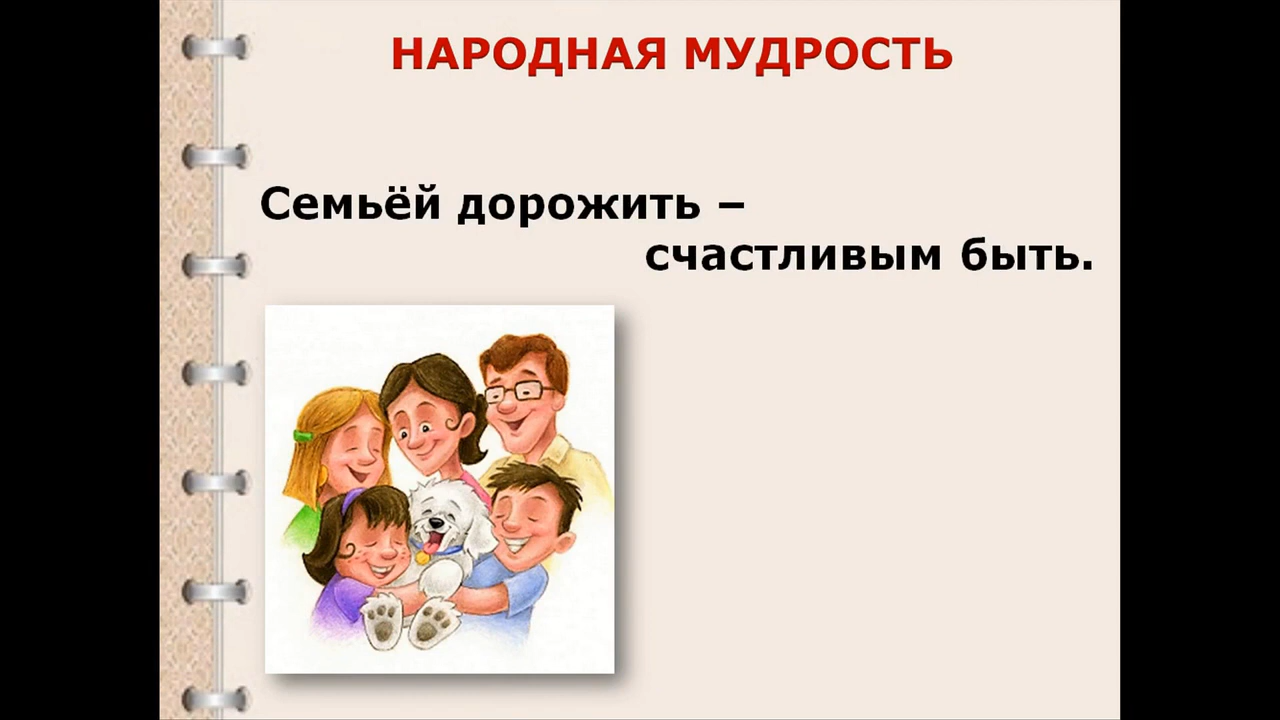 НАРОДНАЯ МУДРОСТЬ
Семьёй дорожить –
счастливым быть.